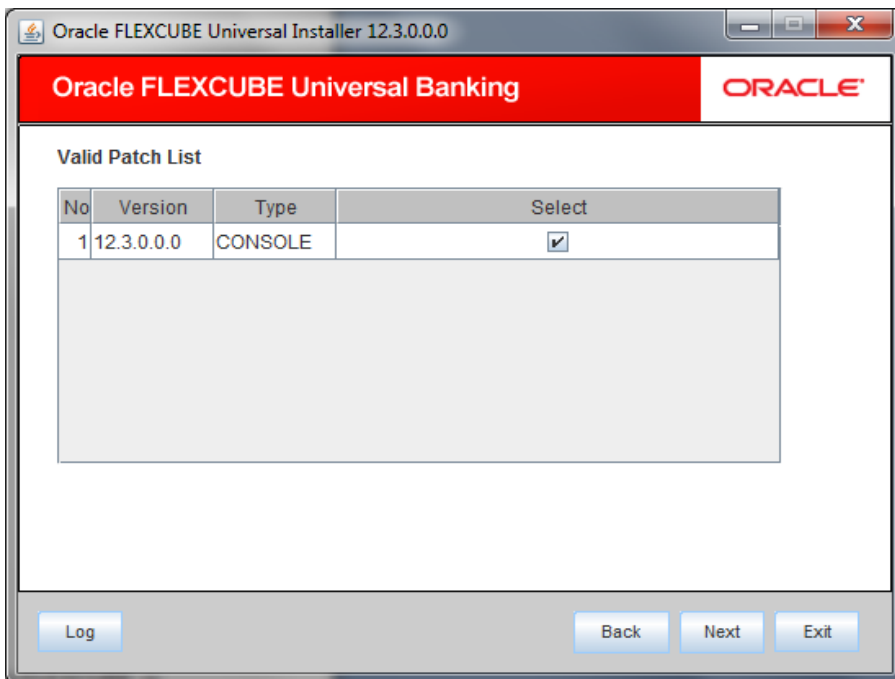 Oracle FLEXCUBE Universal Installer 12.3.0.0.0
Oracle FLEXCUBE Universal Banking ORACLE
Valid Patch List
No Version Type Select
1 12.3.0.0.0 CONSOLE
Log Back Next Exit